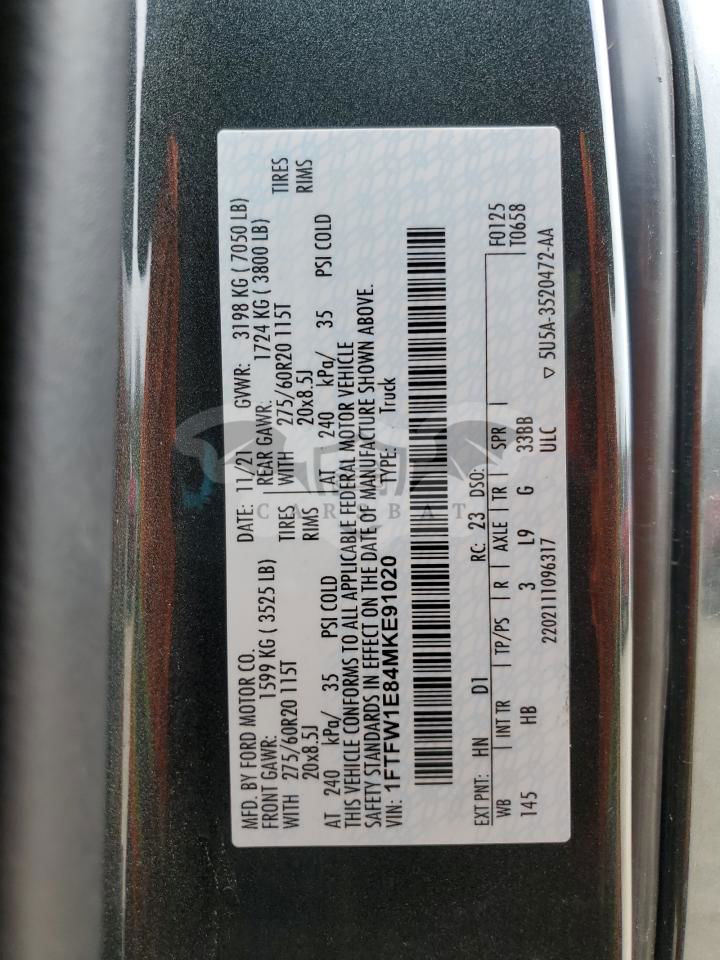 MFD. BY FORD MOTOR CO. DATE: 11/21 GVWR: 3198 KG ( 7050 LB)
FRONT GAWR: 1599 KG ( 3525 LB) REAR GAWR: 1724 KG ( 3800 LB)
WITH 275/60R20 115T TIRES WITH 275/60R20 115T TIRES
20x8.5J RIMS 20x8.5J RIMS
AT 240 kPa/ 35 PSI COLD AT 240 kPa/ 35 PSI COLD
THIS VEHICLE CONFORMS TO ALL APPLICABLE FEDERAL MOTOR VEHICLE
SAFETY STANDARDS IN EFFECT ON THE DATE OF MANUFACTURE SHOWN ABOVE.
VIN: 1FTFW1E84MKE91020 TYPE: Truck
EXT PNT: HN D1 RC: 23 DSO: F0125
WB INT TR TP/PS R AXLE TR SPR T0658
145 HB 3 L9 G 33BB
2202111096317 ULC ▽ 5U5A-3520472-AA
CARCBAT